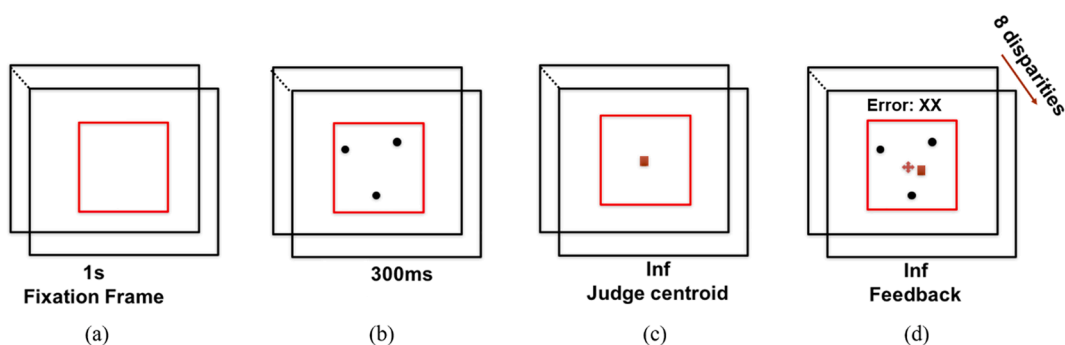 8 disparities
Error: XX
1s
Fixation Frame
300ms
Inf
Judge centroid
Inf
Feedback
(a)
(b)
(c)
(d)